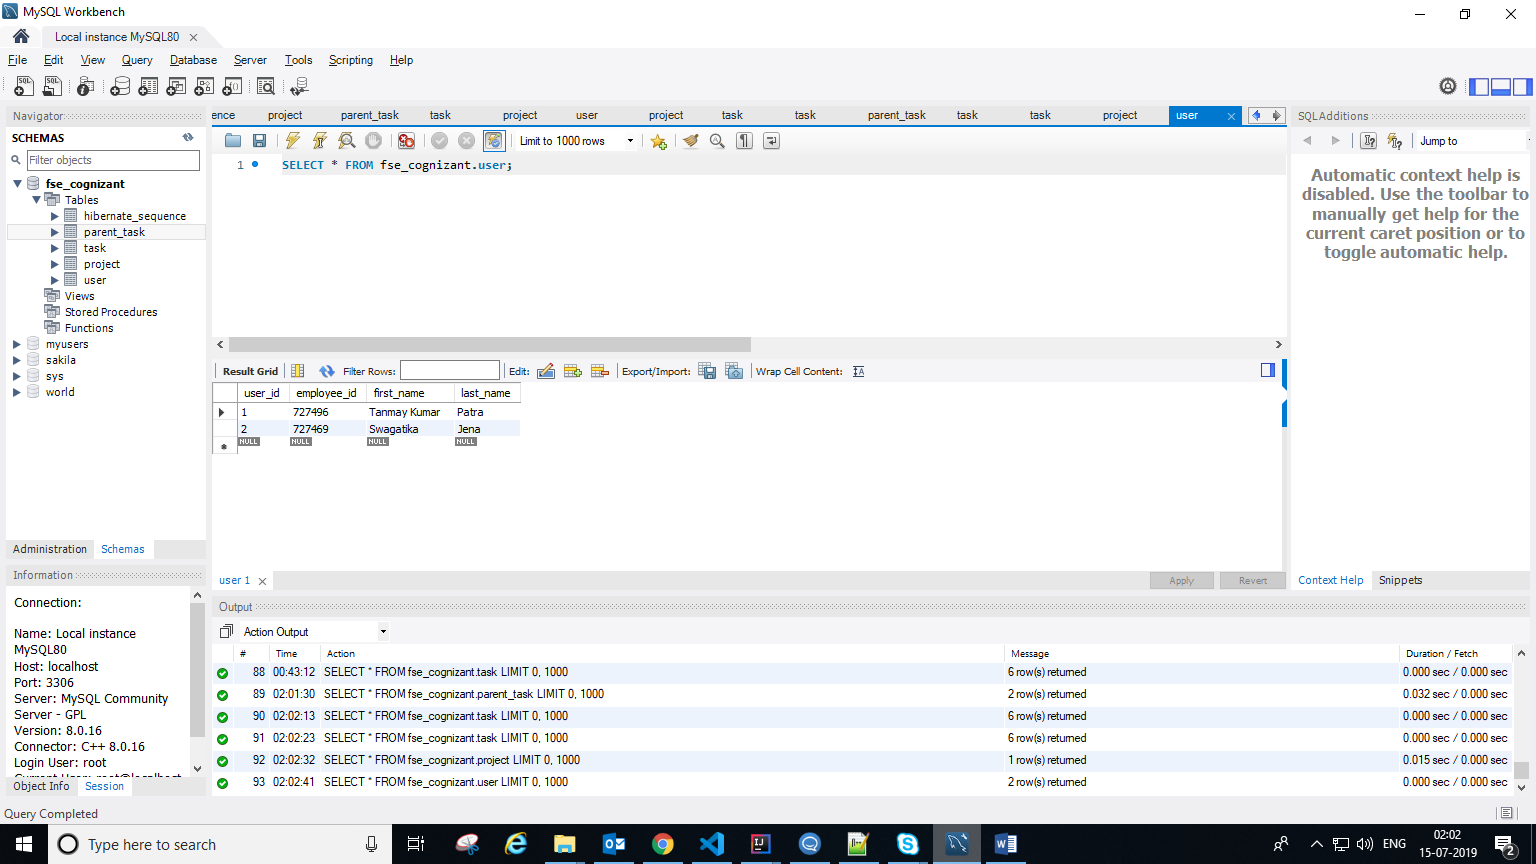 MySQL Workbench
Local instance MySQL80
File Edit View Query Database Server Tools Scripting Help
Navigator
SCHEMAS
Filter objects
fse_cognizant
Tables
hibernate_sequence
parent_task
task
project
user
Views
Stored Procedures
Functions
myusers
sakila
sys
world
Administration Schemas
Information
Connection:
Name: Local instance
MySQL80
Host: localhost
Port: 3306
Server: MySQL Community
Server - GPL
Version: 8.0.16
Connector: C++ 8.0.16
Login User: root
Current User: root@localhost
Object Info Session
Query Completed
ence project parent_task task project user project task task parent_task task task project user
Limit to 1000 rows
1 SELECT * FROM fse_cognizant.user;
Result Grid Filter Rows: Edit: Export/Import: Wrap Cell Content:
user_id employee_id first_name last_name
1 727496 Tanmay Kumar Patra
2 727469 Swagatika Jena
NULL NULL NULL NULL
user 1 Apply Revert
SQLAdditions
Jump to
Automatic context help is
disabled. Use the toolbar to
manually get help for the
current caret position or to
toggle automatic help.
Context Help Snippets
Output
Action Output
# Time Action Message Duration / Fetch
88 00:43:12 SELECT * FROM fse_cognizant.task LIMIT 0, 1000 6 row(s) returned 0.000 sec / 0.000 sec
89 02:01:30 SELECT * FROM fse_cognizant.parent_task LIMIT 0, 1000 2 row(s) returned 0.032 sec / 0.000 sec
90 02:02:13 SELECT * FROM fse_cognizant.task LIMIT 0, 1000 6 row(s) returned 0.000 sec / 0.000 sec
91 02:02:23 SELECT * FROM fse_cognizant.task LIMIT 0, 1000 6 row(s) returned 0.000 sec / 0.000 sec
92 02:02:32 SELECT * FROM fse_cognizant.project LIMIT 0, 1000 1 row(s) returned 0.015 sec / 0.000 sec
93 02:02:41 SELECT * FROM fse_cognizant.user LIMIT 0, 1000 2 row(s) returned 0.000 sec / 0.000 sec
Type here to search
ENG
02:02
15-07-2019
2